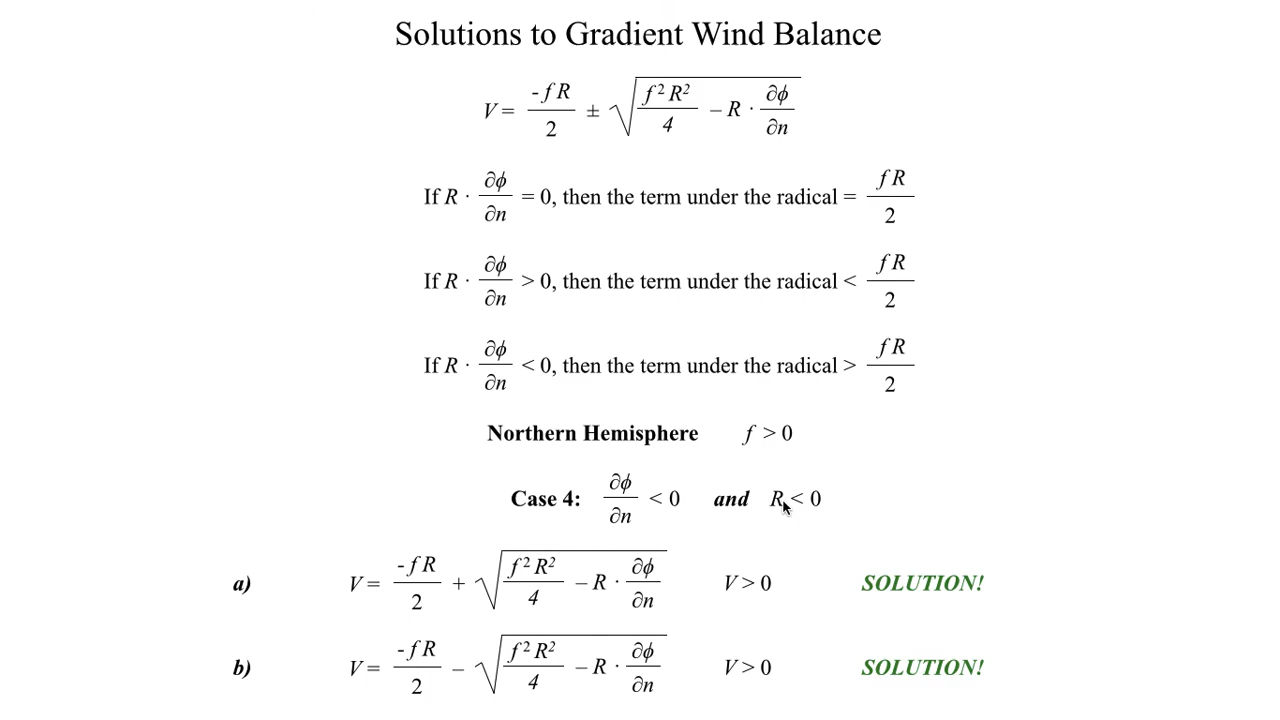 Solutions to Gradient Wind Balance
V = -fR/2 ± √(f²R²/4 – R · ∂ϕ/∂n)
If R · ∂ϕ/∂n = 0, then the term under the radical = fR/2
If R · ∂ϕ/∂n > 0, then the term under the radical < fR/2
If R · ∂ϕ/∂n < 0, then the term under the radical > fR/2
Northern Hemisphere f > 0
Case 4: ∂ϕ/∂n < 0 and R < 0
a) V = -fR/2 + √(f²R²/4 – R · ∂ϕ/∂n) V > 0 SOLUTION!
b) V = -fR/2 – √(f²R²/4 – R · ∂ϕ/∂n) V > 0 SOLUTION!